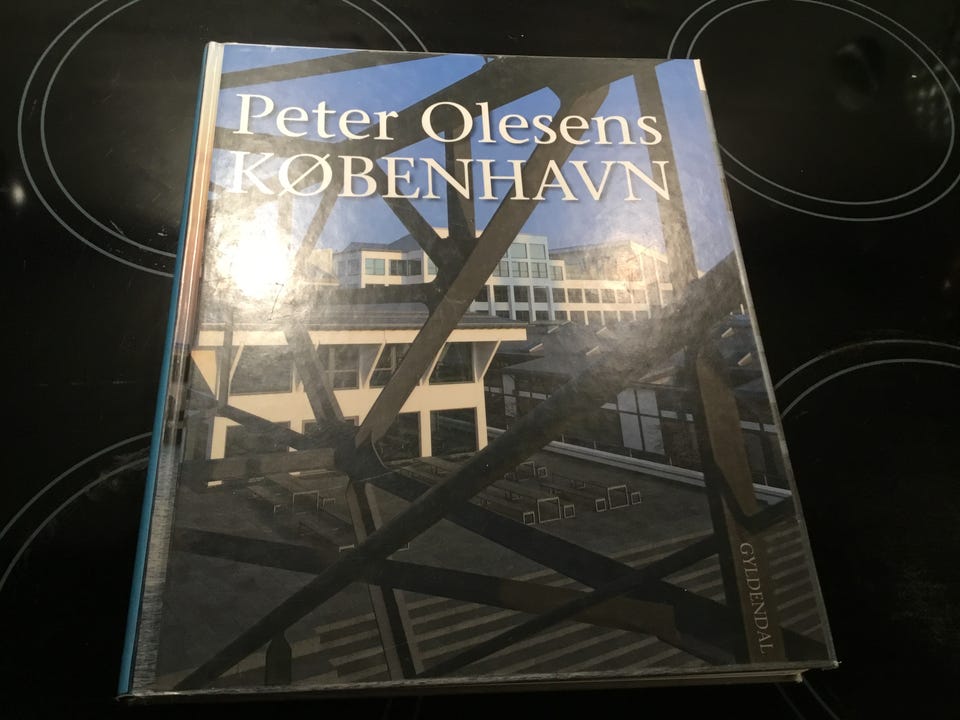 Peter Olesens
KØBENHAVN
GYLDENDAL